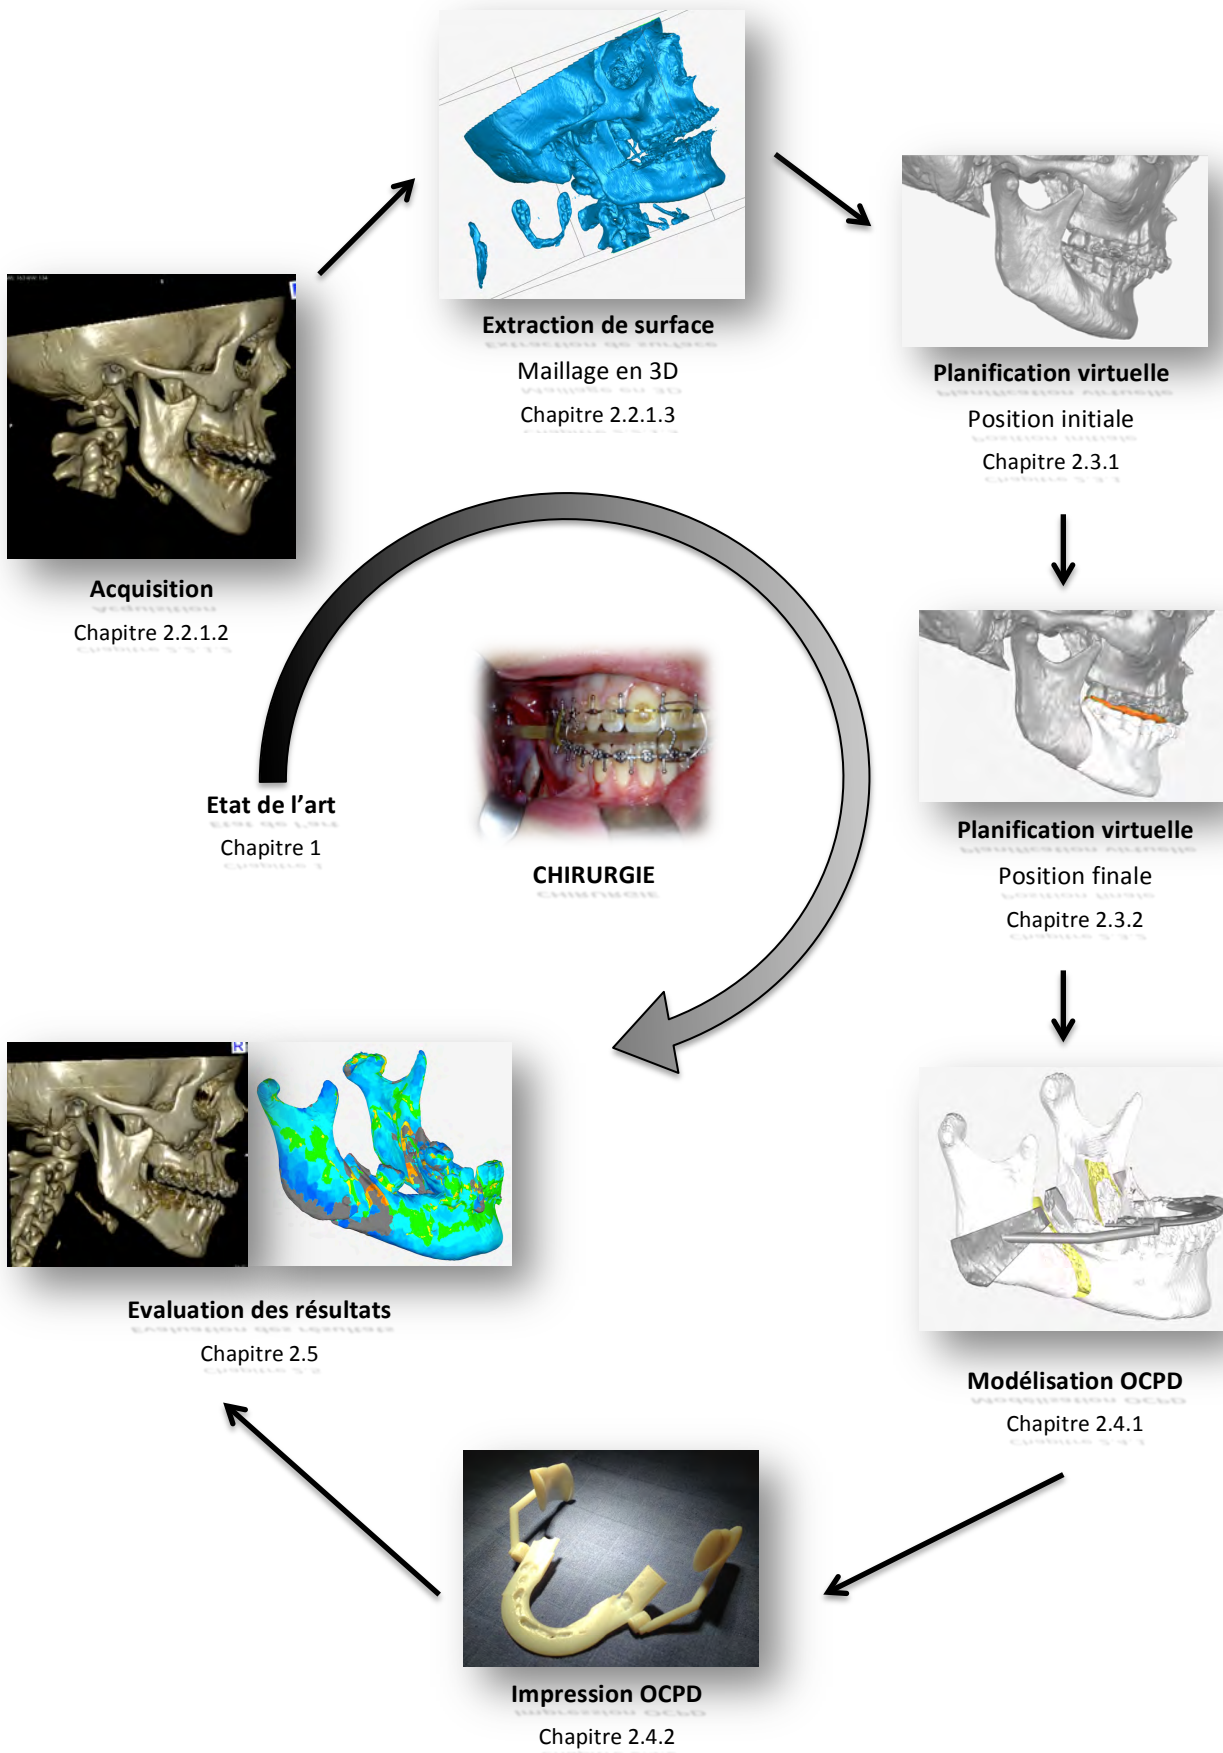 Extraction de surface
Maillage en 3D
Chapitre 2.2.1.3
Planification virtuelle
Position initiale
Chapitre 2.3.1
Acquisition
Chapitre 2.2.1.2
Etat de l’art
Chapitre 1
CHIRURGIE
Planification virtuelle
Position finale
Chapitre 2.3.2
R
Evaluation des résultats
Chapitre 2.5
Modélisation OCPD
Chapitre 2.4.1
Impression OCPD
Chapitre 2.4.2